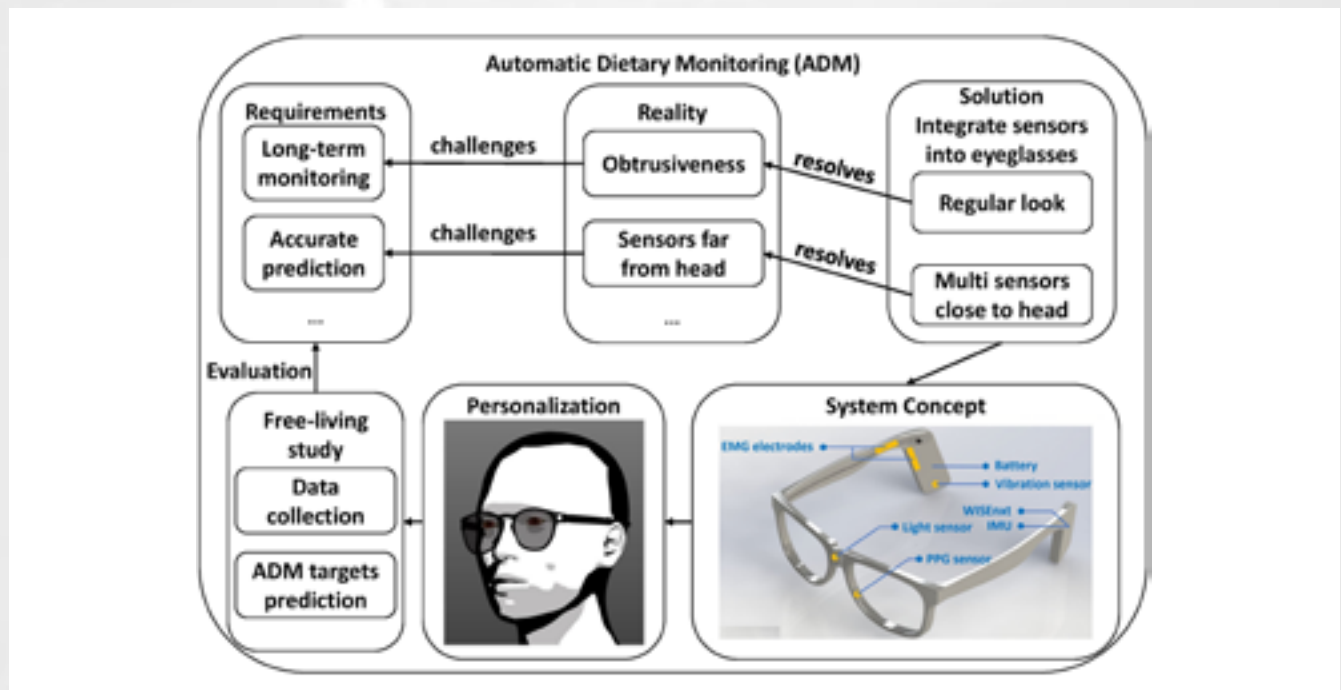 Automatic Dietary Monitoring (ADM)
Requirements
Long-term
monitoring
Accurate
prediction
...
challenges
challenges
Reality
Obtrusiveness
Sensors far
from head
...
resolves
resolves
Solution
Integrate sensors
into eyeglasses
Regular look
Multi sensors
close to head
Evaluation
Free-living
study
Data
collection
ADM targets
prediction
Personalization
System Concept
EMG electrodes
Battery
Vibration sensor
WISEnxt
IMU
Light sensor
PPG sensor